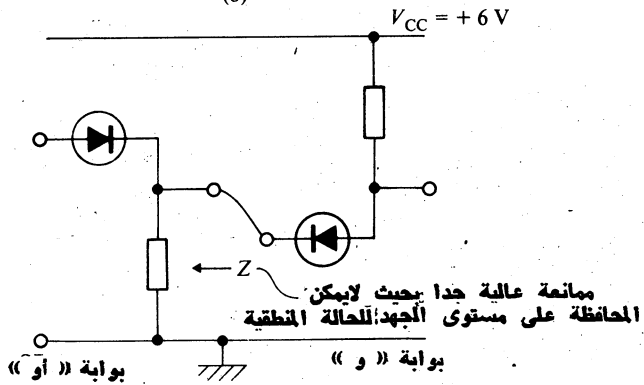 V_CC = + 6 V
Z
ممانعة عالية جدا بحيث لايمكن
المحافظة على مستوى الجهد للحالة المنطقية
بوابة « و »
بوابة « أو »